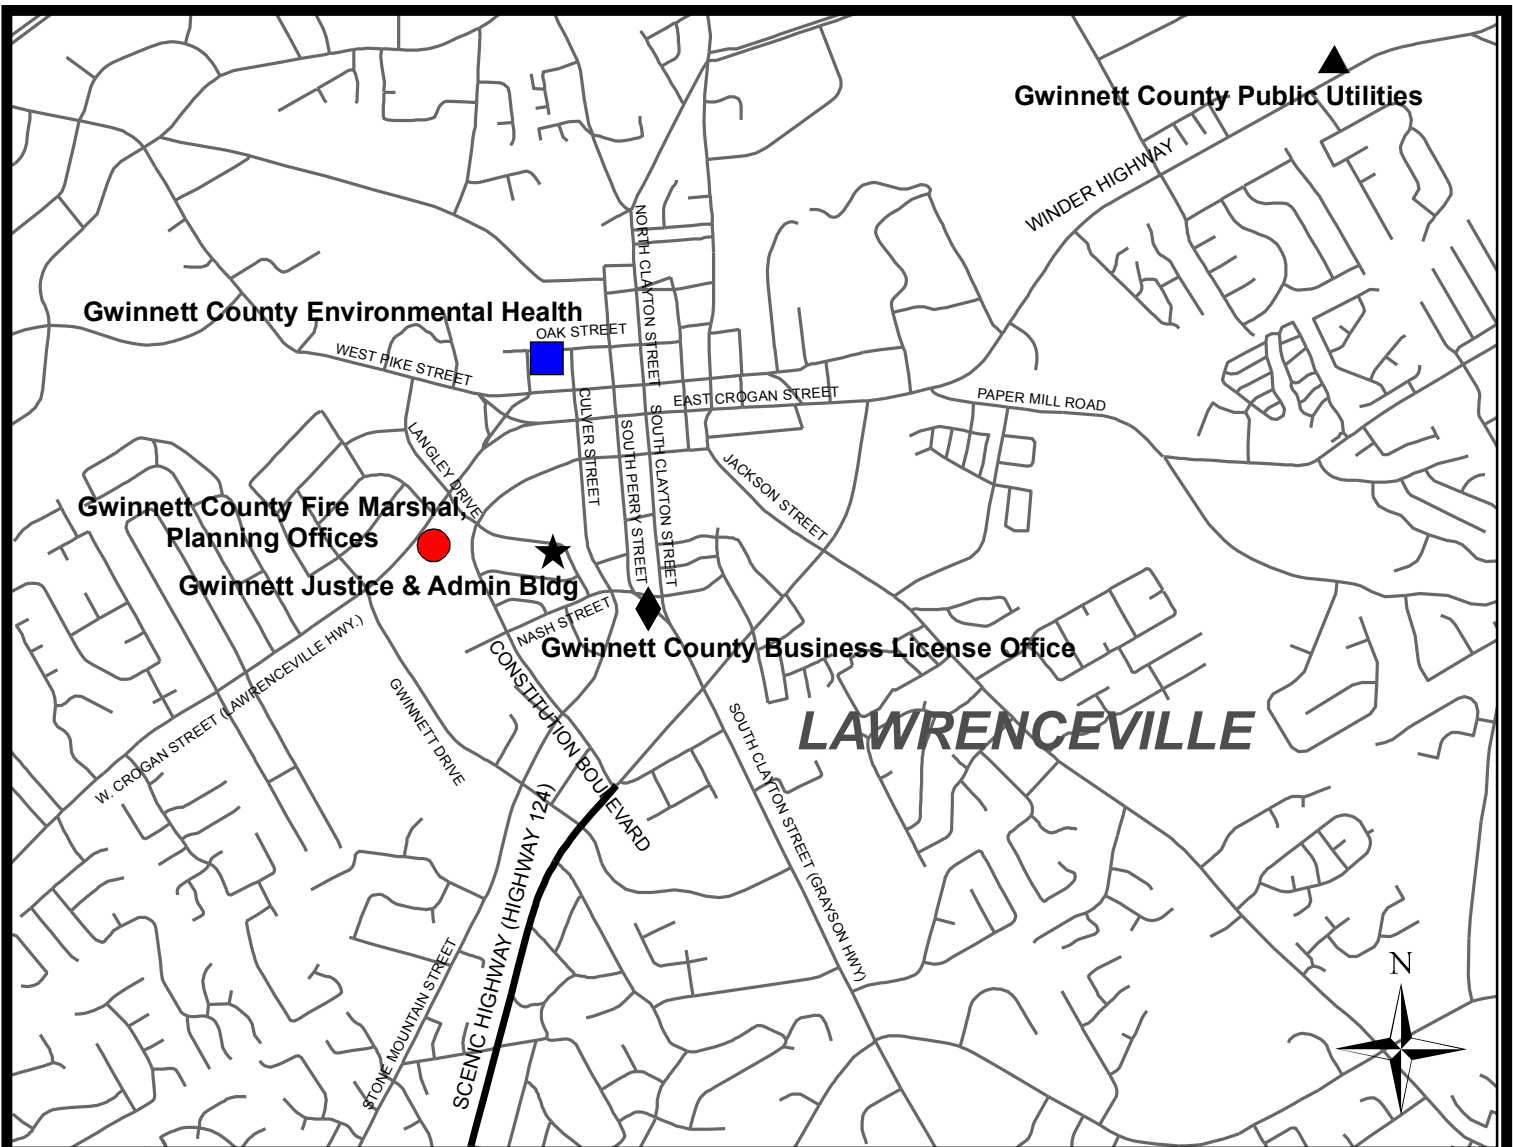 Gwinnett County Public Utilities
WINDER HIGHWAY
NORTH CLAYTON STREET
Gwinnett County Environmental Health
OAK STREET
WEST PIKE STREET
EAST CROGAN STREET
PAPER MILL ROAD
CULVER STREET
SOUTH PERRY STREET
SOUTH CLAYTON STREET
LANGLEY DRIVE
JACKSON STREET
Gwinnett County Fire Marshal,
Planning Offices
Gwinnett Justice & Admin Bldg
NASH STREET
Gwinnett County Business License Office
W. CROGAN STREET (LAWRENCEVILLE HWY.)
GWINNETT DRIVE
CONSTITUTION BOULEVARD
SOUTH CLAYTON STREET (GRAYSON HWY)
LAWRENCEVILLE
SCENIC HIGHWAY (HIGHWAY 124)
STONE MOUNTAIN STREET
N